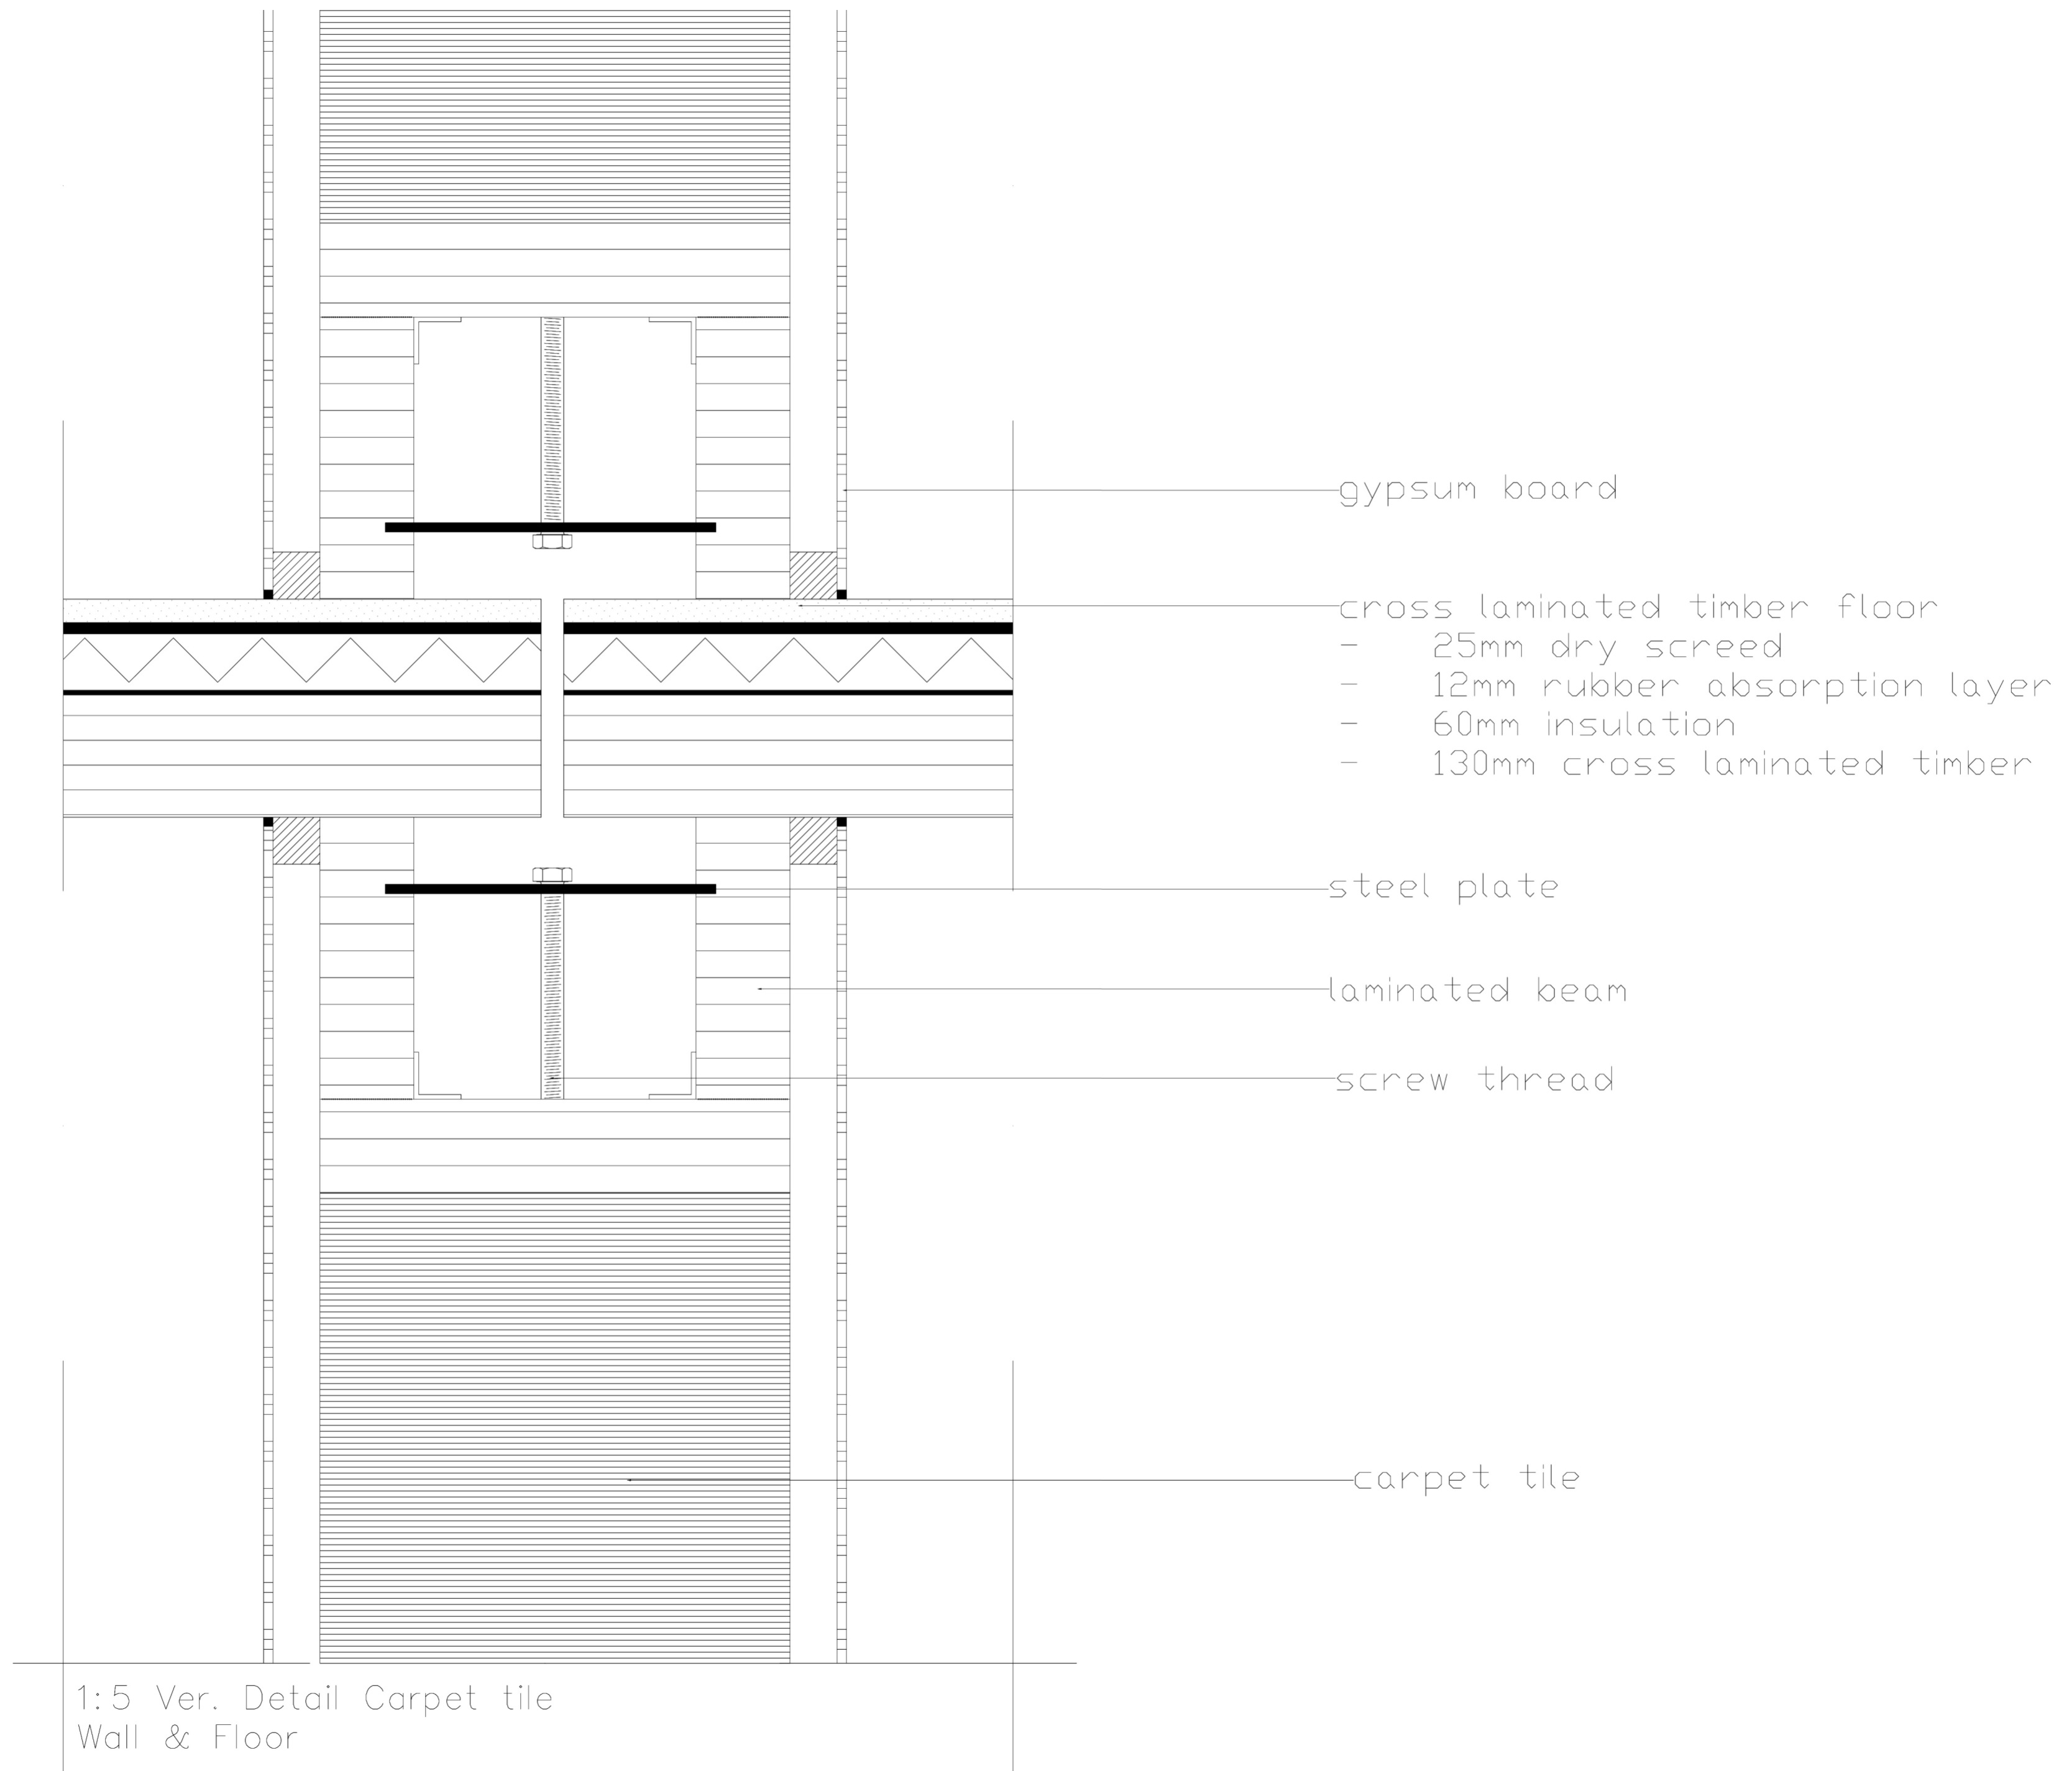 gypsum board
cross laminated timber floor
- 25mm dry screed
- 12mm rubber absorption layer
- 60mm insulation
- 130mm cross laminated timber
steel plate
laminated beam
screw thread
carpet tile
1:5 Ver. Detail Carpet tile
Wall & Floor